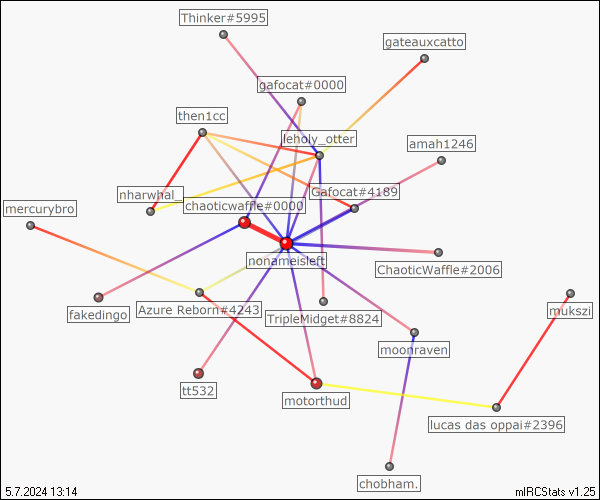 Thinker#5995
gateauxcatto
gafocat#0000
then1cc
leholy_otter
amah1246
Gafocat#4189
nharwhal_
chaoticwaffle#0000
mercurybro
nonameisleft
ChaoticWaffle#2006
Azure Reborn#4243
fakedingo
TripleMidget#8824
mukszi
moonraven
tt532
motorthud
lucas das oppai#2396
chobham.
5.7.2024 13:14
mIRCStats v1.25